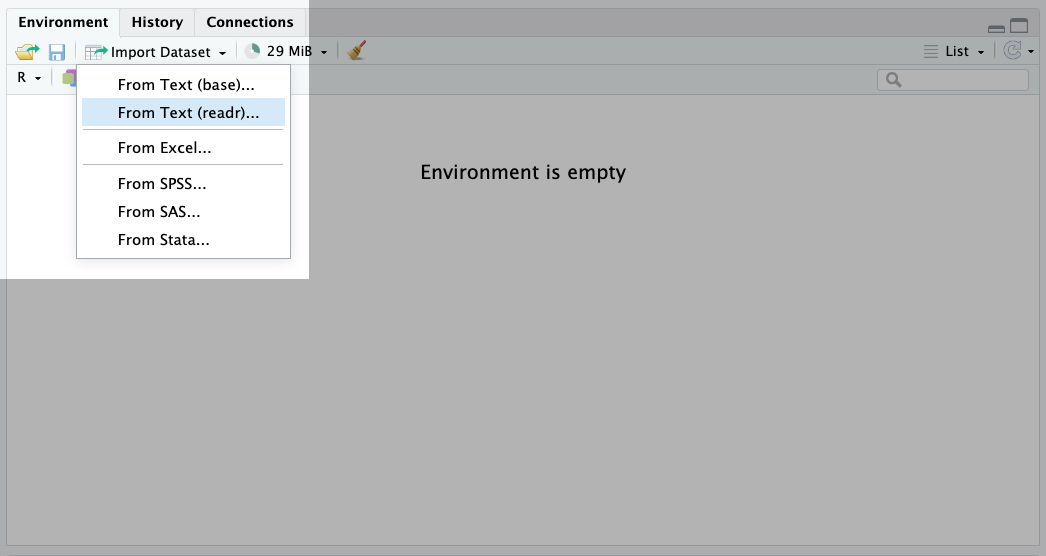 Environment History Connections
Import Dataset 29 MiB List
R
From Text (base)...
From Text (readr)...
From Excel...
From SPSS...
From SAS...
From Stata...
Environment is empty